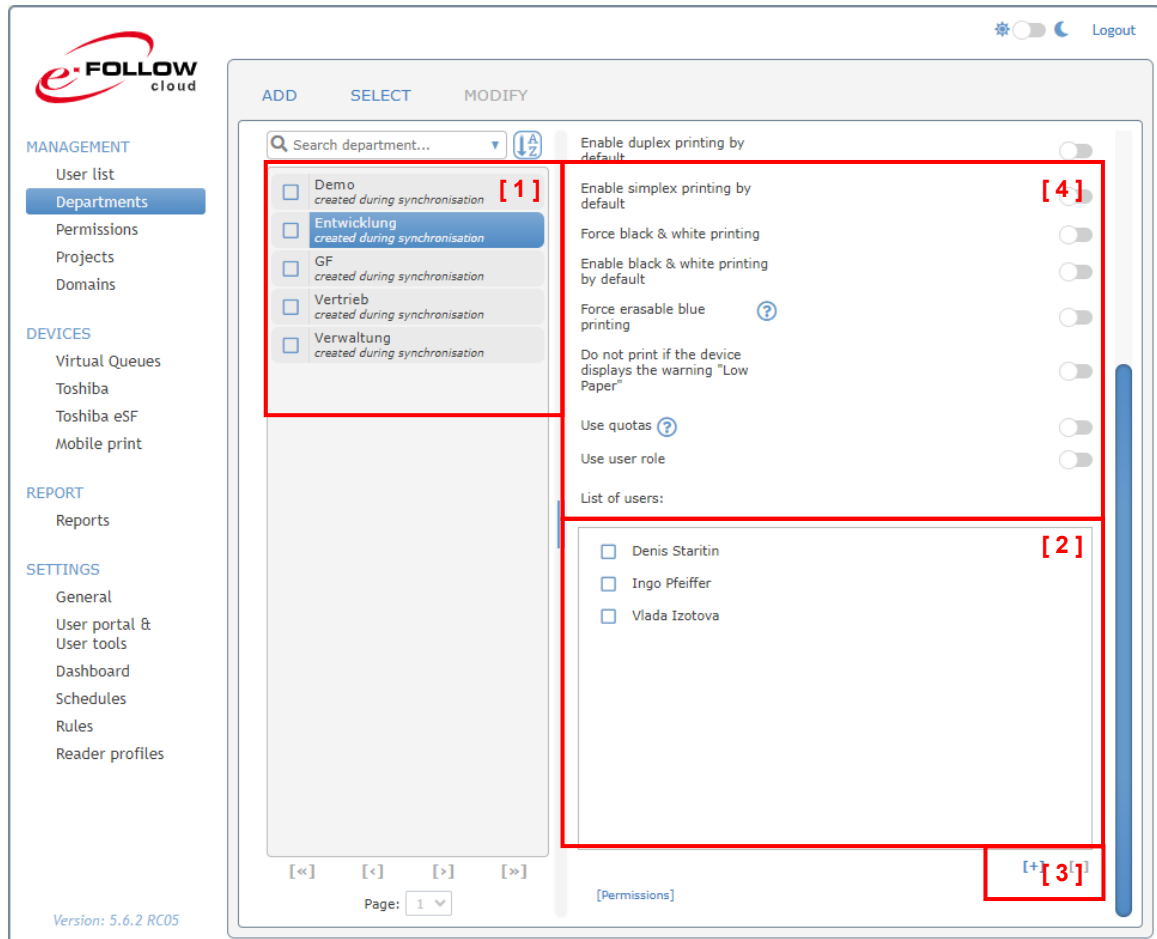 Logout
e-FOLLOW
cloud
ADD SELECT MODIFY
MANAGEMENT
User list
Departments
Permissions
Projects
Domains
DEVICES
Virtual Queues
Toshiba
Toshiba eSF
Mobile print
REPORT
Reports
SETTINGS
General
User portal &
User tools
Dashboard
Schedules
Rules
Reader profiles
Version: 5.6.2 RC05
Search department...
[ 1 ]
Demo
created during synchronisation
Entwicklung
created during synchronisation
GF
created during synchronisation
Vertrieb
created during synchronisation
Verwaltung
created during synchronisation
[«] [‹] [›] [»]
Page: 1
Enable duplex printing by
default
[ 4 ]
Enable simplex printing by
default
Force black & white printing
Enable black & white printing
by default
Force erasable blue
printing
Do not print if the device
displays the warning "Low
Paper"
Use quotas
Use user role
List of users:
[ 2 ]
Denis Staritin
Ingo Pfeiffer
Vlada Izotova
[+]
[ 3 ]
[Permissions]